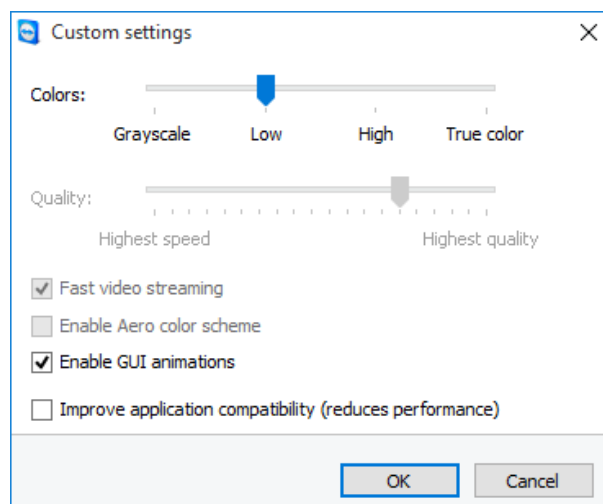 Custom settings
Colors:
Grayscale Low High True color
Quality:
Highest speed Highest quality
Fast video streaming
Enable Aero color scheme
Enable GUI animations
Improve application compatibility (reduces performance)
OK Cancel